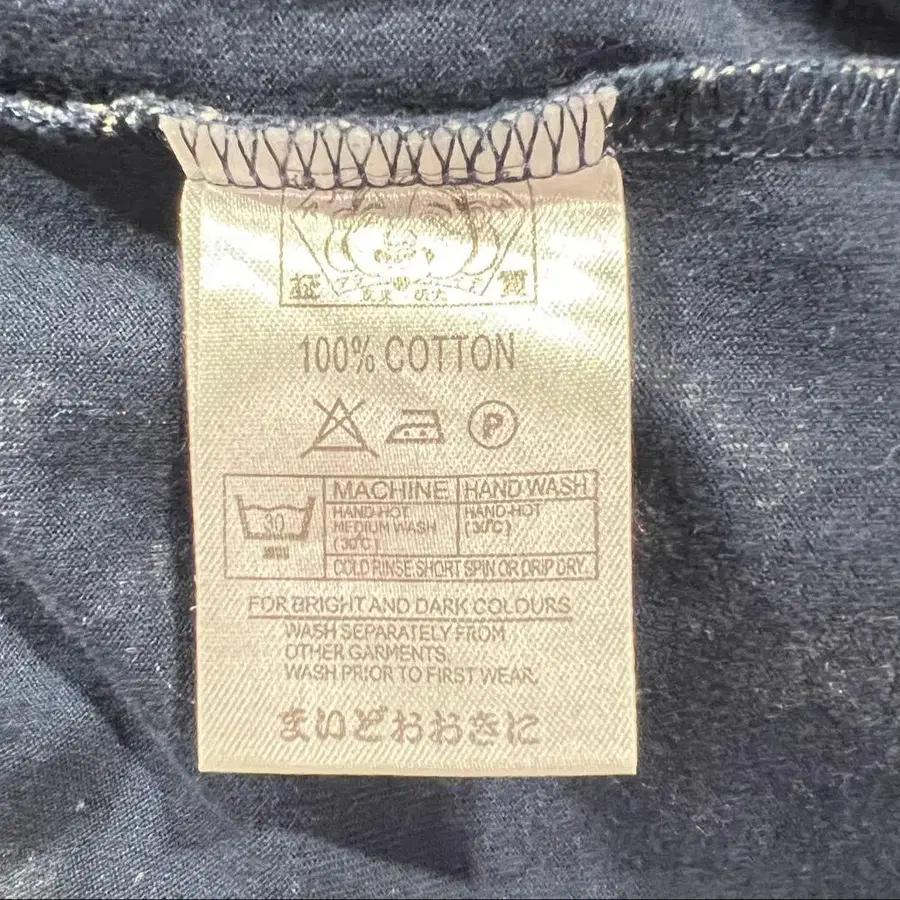 100% COTTON
P
30
MACHINE HAND WASH
HAND-HOT HAND-HOT
MEDIUM WASH (30℃)
(30℃)
COLD RINSE.SHORT SPIN OR DRIP DRY.
FOR BRIGHT AND DARK COLOURS
WASH SEPARATELY FROM
OTHER GARMENTS.
WASH PRIOR TO FIRST WEAR.
まいどおおきに